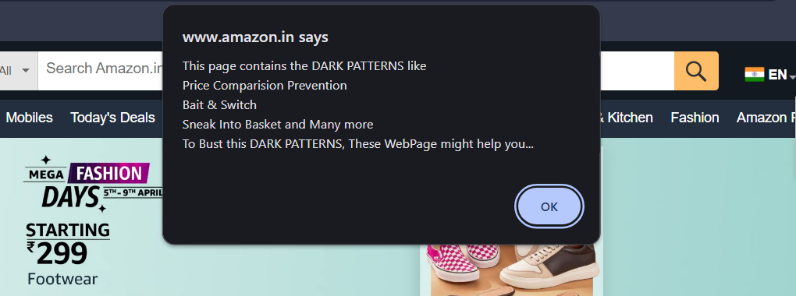 www.amazon.in says
This page contains the DARK PATTERNS like
Price Comparision Prevention
Bait & Switch
Sneak Into Basket and Many more
To Bust this DARK PATTERNS, These WebPage might help you...
OK
All
Search Amazon.in
EN
Mobiles
Today's Deals
& Kitchen
Fashion
Amazon
MEGA FASHION
DAYS 5TH - 9TH APRIL
STARTING
₹299
Footwear